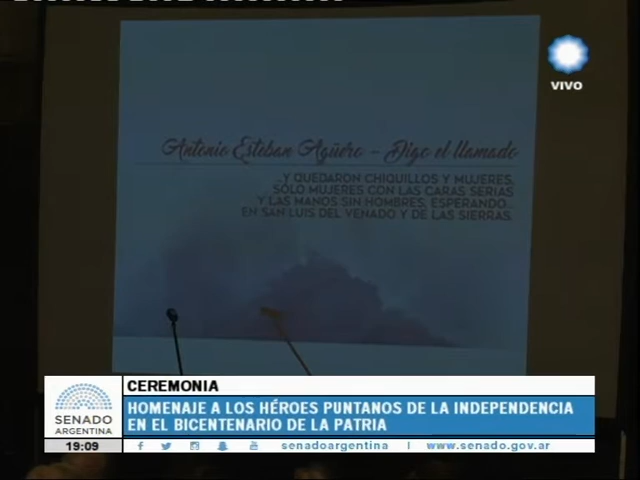 VIVO
Antonio Esteban Agüero - Digo el llamado
...Y QUEDARON CHIQUILLOS Y MUJERES,
SÓLO MUJERES CON LAS CARAS SERIAS
Y LAS MANOS SIN HOMBRES, ESPERANDO...
EN SAN LUIS DEL VENADO Y DE LAS SIERRAS.
CEREMONIA
HOMENAJE A LOS HÉROES PUNTANOS DE LA INDEPENDENCIA
EN EL BICENTENARIO DE LA PATRIA
SENADO
ARGENTINA
19:09
senadoargentina | www.senado.gov.ar